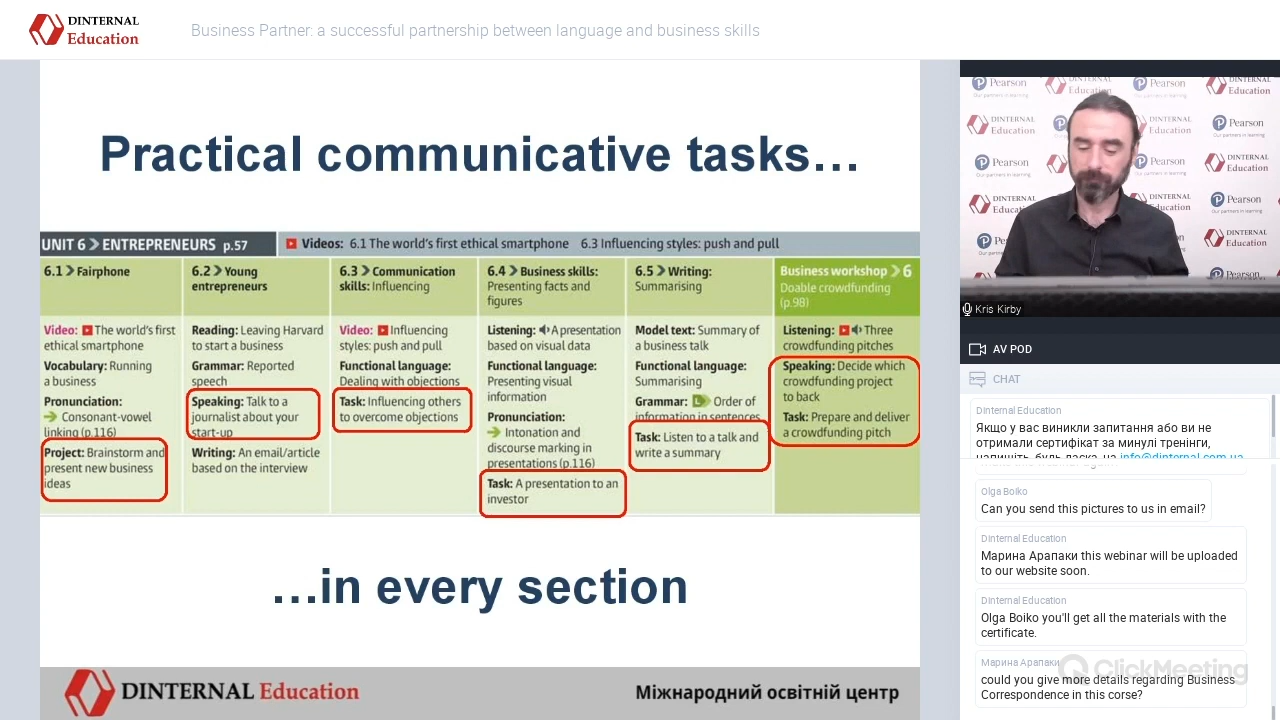 DINTERNAL
Education
Business Partner: a successful partnership between language and business skills
Practical communicative tasks…
UNIT 6 > ENTREPRENEURS p.57
Videos: 6.1 The world's first ethical smartphone 6.3 Influencing styles: push and pull
6.1 > Fairphone
Video: The world's first
ethical smartphone
Vocabulary: Running
a business
Pronunciation:
Consonant-vowel
linking (p.116)
Project: Brainstorm and
present new business
ideas
6.2 > Young
entrepreneurs
Reading: Leaving Harvard
to start a business
Grammar: Reported
speech
Speaking: Talk to a
journalist about your
start-up
Writing: An email/article
based on the interview
6.3 > Communication
skills: Influencing
Video: Influencing
styles: push and pull
Functional language:
Dealing with objections
Task: Influencing others
to overcome objections
6.4 > Business skills:
Presenting facts and
figures
Listening: A presentation
based on visual data
Functional language:
Presenting visual
information
Pronunciation:
Intonation and
discourse marking in
presentations (p.116)
Task: A presentation to an
investor
6.5 > Writing:
Summarising
Model text: Summary of
a business talk
Functional language:
Summarising
Grammar: Order of
information in sentences
Task: Listen to a talk and
write a summary
Business workshop > 6
Doable crowdfunding
(p.98)
Listening: Three
crowdfunding pitches
Speaking: Decide which
crowdfunding project
to back
Task: Prepare and deliver
a crowdfunding pitch
…in every section
DINTERNAL Education
Міжнародний освітній центр
Pearson
DINTERNAL
Education
Kris Kirby
AV POD
CHAT
Dinternal Education
Якщо у вас виникли запитання або ви не
отримали сертифікат за минулі тренінги,
напишіть, будь ласка, на info@dinternal.com.ua
Olga Boiko
Can you send this pictures to us in email?
Dinternal Education
Марина Арапаки this webinar will be uploaded
to our website soon.
Dinternal Education
Olga Boiko you'll get all the materials with the
certificate.
Марина Арапаки
could you give more details regarding Business
Correspondence in this corse?
ClickMeeting